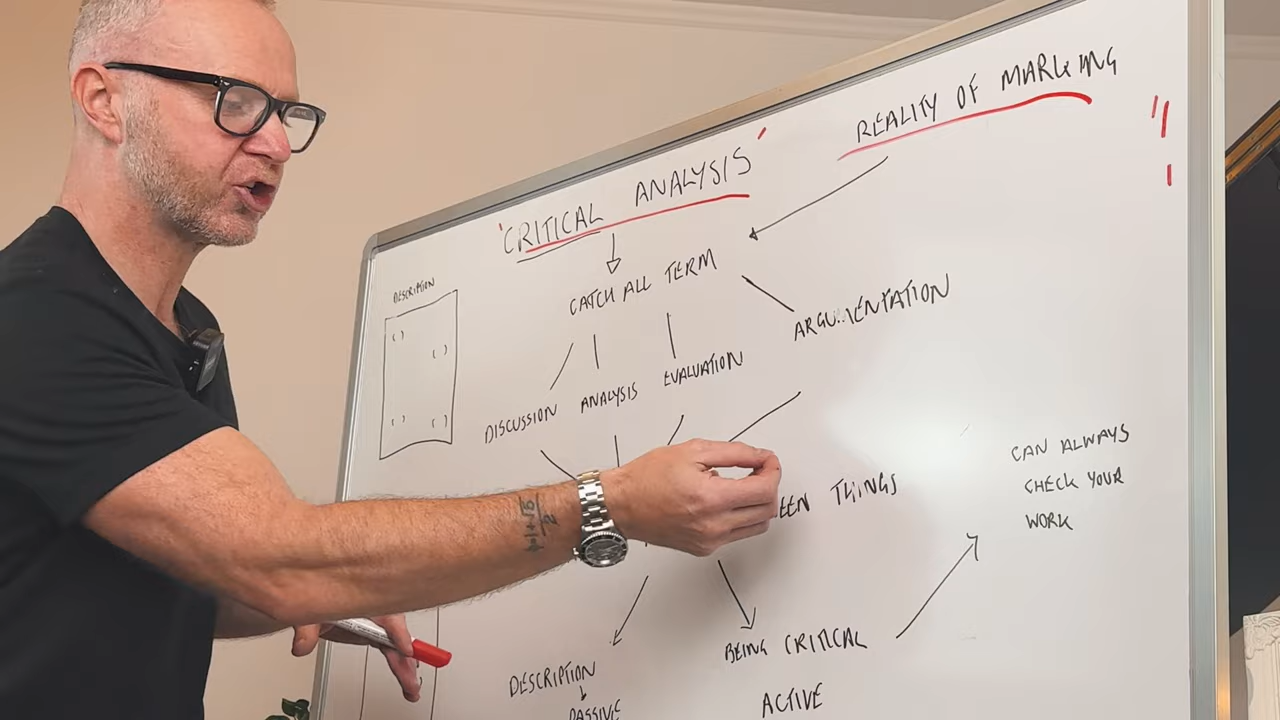 REALITY OF MARKING
'CRITICAL ANALYSIS'
CATCH ALL TERM
DESCRIPTION
( )
( )
( ) ( )
ARGUMENTATION
DISCUSSION ANALYSIS EVALUATION
THINGS
CAN ALWAYS
CHECK YOUR
WORK
DESCRIPTION
PASSIVE
BEING CRITICAL
ACTIVE